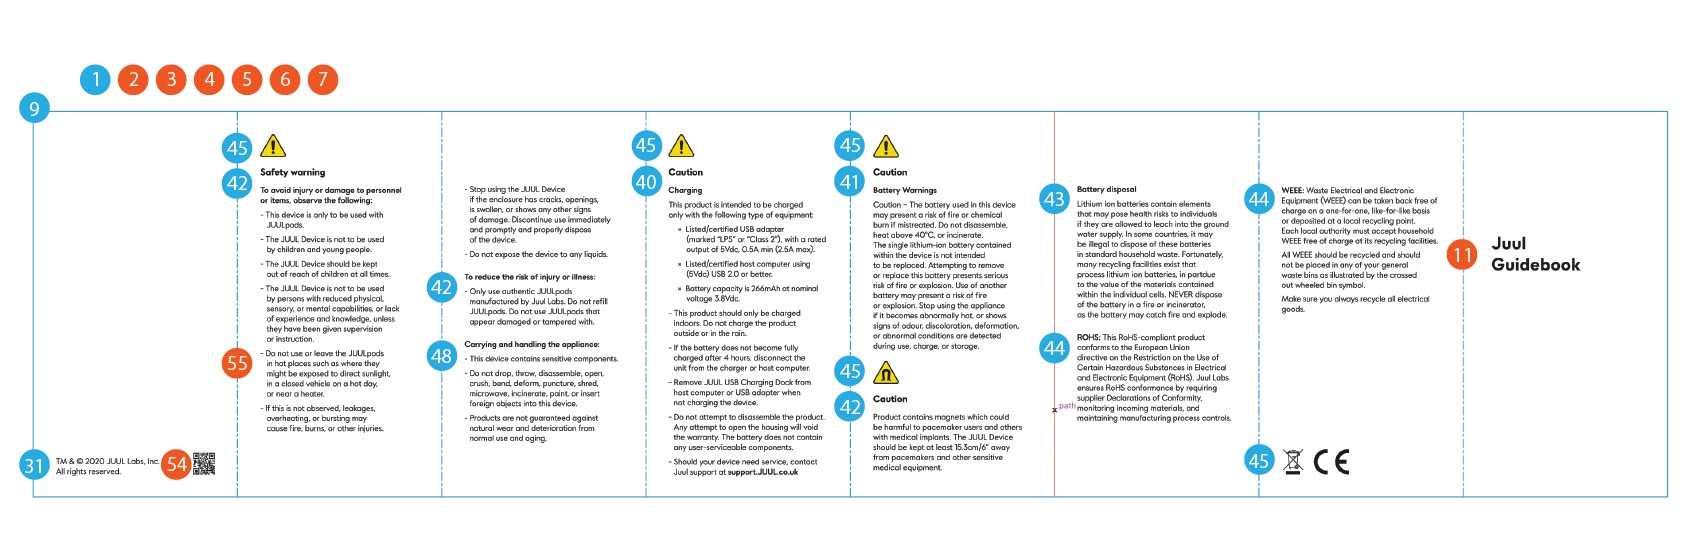 1 2 3 4 5 6 7
9
31
TM & © 2020 JUUL Labs, Inc.
All rights reserved.
54
45
42
Safety warning
To avoid injury or damage to personnel
or items, observe the following:
- This device is only to be used with
JUULpods.
- The JUUL Device is not to be used
by children and young people.
- The JUUL Device should be kept
out of reach of children at all times.
- The JUUL Device is not to be used
by persons with reduced physical,
sensory, or mental capabilities, or lack
of experience and knowledge, unless
they have been given supervision
or instruction.
55
- Do not use or leave the JUULpods
in hot places such as where they
might be exposed to direct sunlight,
in a closed vehicle on a hot day,
or near a heater.
- If this is not observed, leakages,
overheating, or bursting may
cause fire, burns, or other injuries.
- Stop using the JUUL Device
if the enclosure has cracks, openings,
is swollen, or shows any other signs
of damage. Discontinue use immediately
and promptly and properly dispose
of the device.
- Do not expose the device to any liquids.
42
To reduce the risk of injury or illness:
- Only use authentic JUULpods
manufactured by Juul Labs. Do not refill
JUULpods. Do not use JUULpods that
appear damaged or tampered with.
48
Carrying and handling the appliance:
- This device contains sensitive components.
- Do not drop, throw, disassemble, open,
crush, bend, deform, puncture, shred,
microwave, incinerate, paint, or insert
foreign objects into this device.
- Products are not guaranteed against
natural wear and deterioration from
normal use and aging.
45
40
Caution
Charging
This product is intended to be charged
only with the following type of equipment:
» Listed/certified USB adapter
(marked "LPS" or "Class 2"), with a rated
output of 5Vdc, 0.5A min (2.5A max).
» Listed/certified host computer using
(5Vdc) USB 2.0 or better.
» Battery capacity is 266mAh at nominal
voltage 3.8Vdc.
- This product should only be charged
indoors. Do not charge the product
outside or in the rain.
- If the battery does not become fully
charged after 4 hours, disconnect the
unit from the charger or host computer.
- Remove JUUL USB Charging Dock from
host computer or USB adapter when
not charging the device.
- Do not attempt to disassemble the product.
Any attempt to open the housing will void
the warranty. The battery does not contain
any user-serviceable components.
- Should your device need service, contact
Juul support at support.JUUL.co.uk
45
41
Caution
Battery Warnings
Caution – The battery used in this device
may present a risk of fire or chemical
burn if mistreated. Do not disassemble,
heat above 40°C, or incinerate.
The single lithium-ion battery contained
within the device is not intended
to be replaced. Attempting to remove
or replace this battery presents serious
risk of fire or explosion. Use of another
battery may present a risk of fire
or explosion. Stop using the appliance
if it becomes abnormally hot, or shows
signs of odour, discoloration, deformation,
or abnormal conditions are detected
during use, charge, or storage.
45
42
Caution
Product contains magnets which could
be harmful to pacemaker users and others
with medical implants. The JUUL Device
should be kept at least 15.3cm/6" away
from pacemakers and other sensitive
medical equipment.
43
Battery disposal
Lithium ion batteries contain elements
that may pose health risks to individuals
if they are allowed to leach into the ground
water supply. In some countries, it may
be illegal to dispose of these batteries
in standard household waste. Fortunately,
many recycling facilities exist that
process lithium ion batteries, in partdue
to the value of the materials contained
within the individual cells. NEVER dispose
of the battery in a fire or incinerator,
as the battery may catch fire and explode.
44
ROHS: This RoHS-compliant product
conforms to the European Union
directive on the Restriction on the Use of
Certain Hazardous Substances in Electrical
and Electronic Equipment (RoHS). Juul Labs
ensures RoHS conformance by requiring
supplier Declarations of Conformity,
monitoring incoming materials, and
maintaining manufacturing process controls.
x path
44
WEEE: Waste Electrical and Electronic
Equipment (WEEE) can be taken back free of
charge on a one-for-one, like-for-like basis
or deposited at a local recycling point.
Each local authority must accept household
WEEE free of charge at its recycling facilities.
All WEEE should be recycled and should
not be placed in any of your general
waste bins as illustrated by the crossed
out wheeled bin symbol.
Make sure you always recycle all electrical
goods.
45
CE
11
Juul
Guidebook